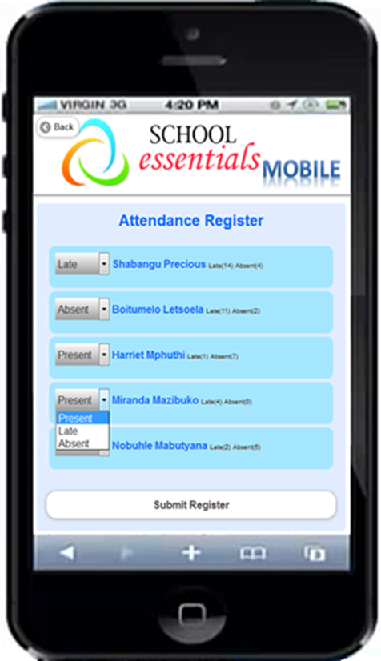 VIRGIN 3G 4:20 PM
Back
SCHOOL
essentials MOBILE
Attendance Register
Late Shabangu Precious Late(14) Absent(4)
Absent Boitumelo Letsoela Late(11) Absent(2)
Present Harriet Mphuthi Late(1) Absent(7)
Present Miranda Mazibuko Late(4) Absent(0)
Present
Late
Absent Nobuhle Mabutyana Late(2) Absent(5)
Submit Register